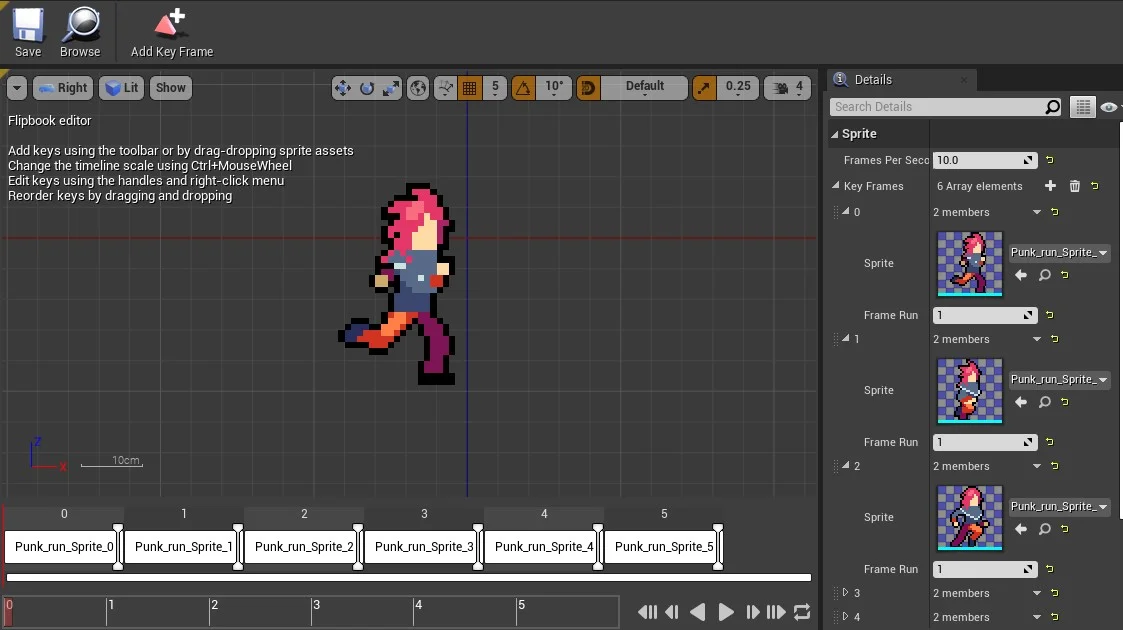 Save
Browse
Add Key Frame
Right
Lit
Show
5
10°
Default
0.25
4
Flipbook editor
Add keys using the toolbar or by drag-dropping sprite assets
Change the timeline scale using Ctrl+MouseWheel
Edit keys using the handles and right-click menu
Reorder keys by dragging and dropping
Z
X
10cm
0 1 2 3 4 5
Punk_run_Sprite_0 Punk_run_Sprite_1 Punk_run_Sprite_2 Punk_run_Sprite_3 Punk_run_Sprite_4 Punk_run_Sprite_5
0 1 2 3 4 5
Details
Search Details
Sprite
Frames Per Seco 10.0
Key Frames 6 Array elements
0 2 members
Sprite Punk_run_Sprite_
Frame Run 1
1 2 members
Sprite Punk_run_Sprite_
Frame Run 1
2 2 members
Sprite Punk_run_Sprite_
Frame Run 1
3 2 members
4 2 members